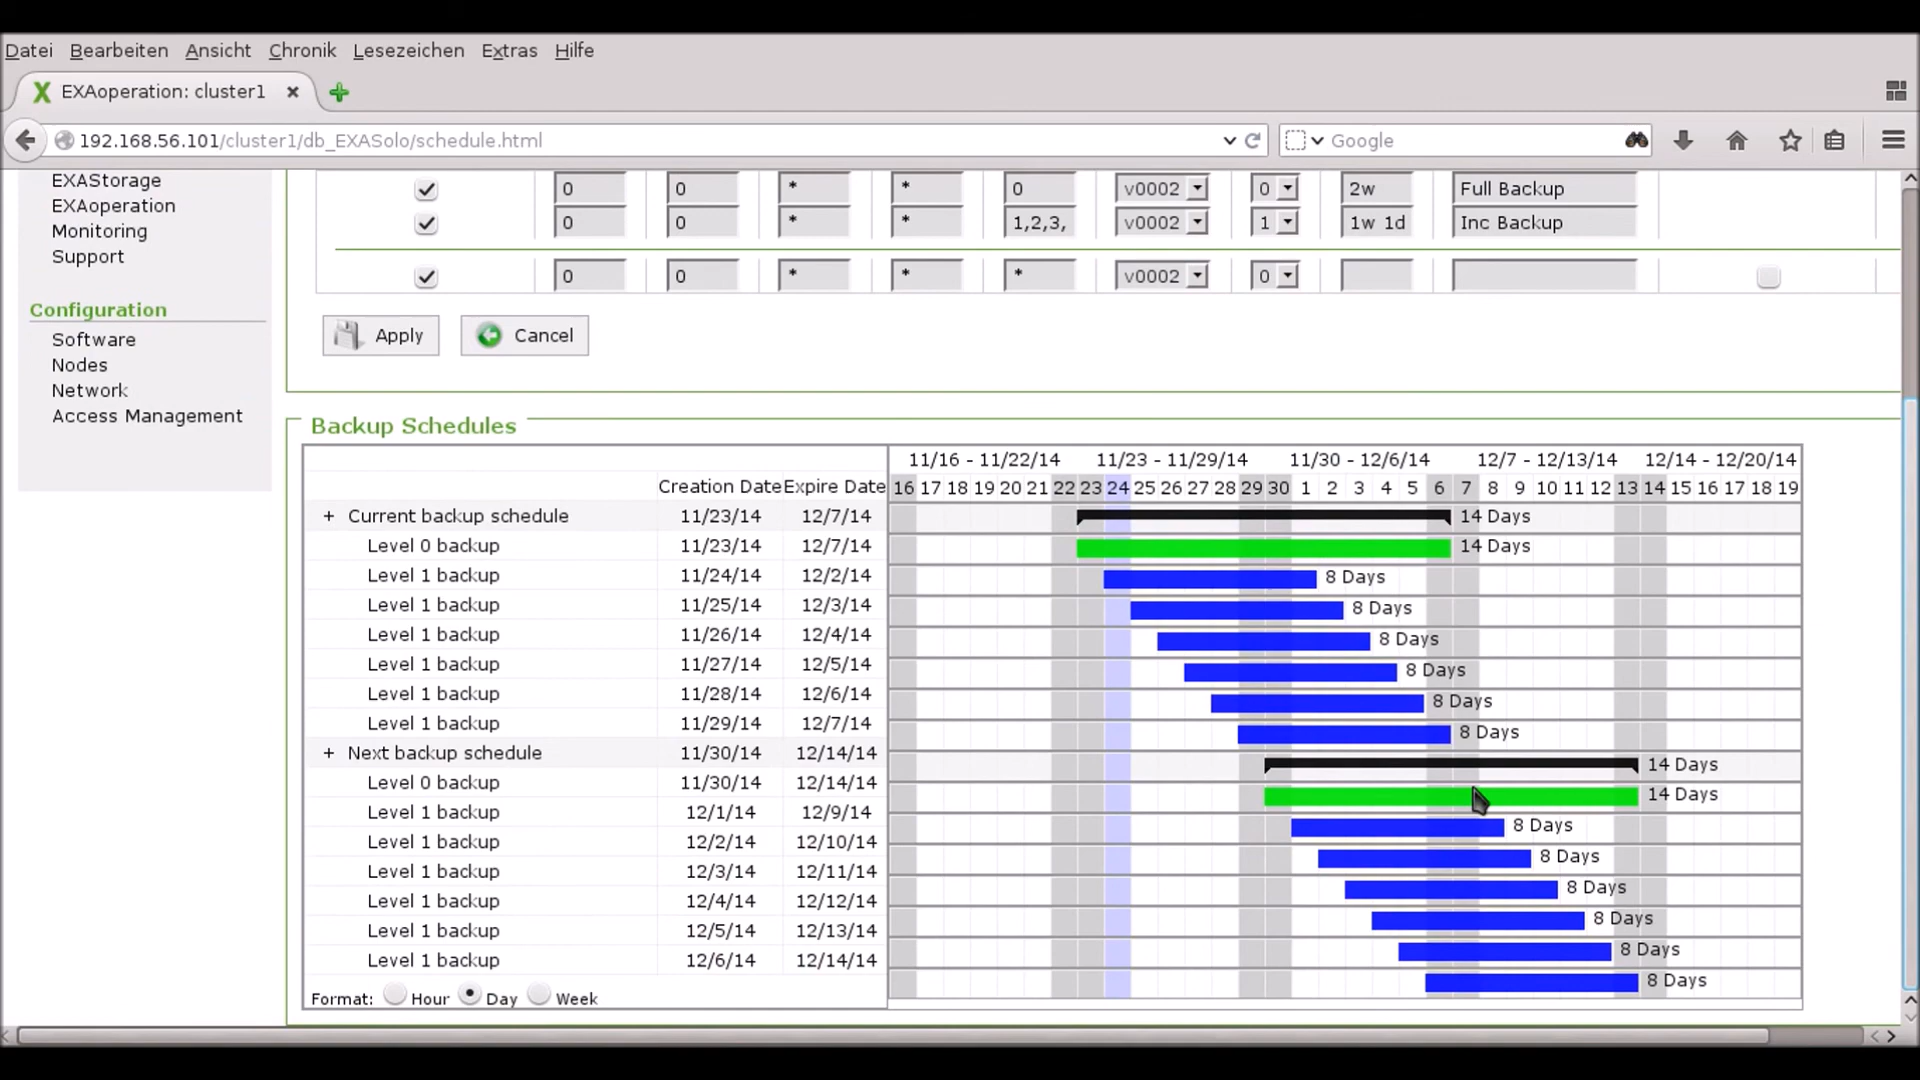 Datei Bearbeiten Ansicht Chronik Lesezeichen Extras Hilfe
EXAoperation: cluster1
192.168.56.101/cluster1/db_EXASolo/schedule.html Google
EXAStorage
EXAoperation
Monitoring
Support
Configuration
Software
Nodes
Network
Access Management
0 0 * * 0 v0002 0 2w Full Backup
0 0 * * 1,2,3, v0002 1 1w 1d Inc Backup
0 0 * * * v0002 0
Apply Cancel
Backup Schedules
11/16 - 11/22/14 11/23 - 11/29/14 11/30 - 12/6/14 12/7 - 12/13/14 12/14 - 12/20/14
Creation Date Expire Date 16 17 18 19 20 21 22 23 24 25 26 27 28 29 30 1 2 3 4 5 6 7 8 9 10 11 12 13 14 15 16 17 18 19
+ Current backup schedule 11/23/14 12/7/14 14 Days
Level 0 backup 11/23/14 12/7/14 14 Days
Level 1 backup 11/24/14 12/2/14 8 Days
Level 1 backup 11/25/14 12/3/14 8 Days
Level 1 backup 11/26/14 12/4/14 8 Days
Level 1 backup 11/27/14 12/5/14 8 Days
Level 1 backup 11/28/14 12/6/14 8 Days
Level 1 backup 11/29/14 12/7/14 8 Days
+ Next backup schedule 11/30/14 12/14/14 14 Days
Level 0 backup 11/30/14 12/14/14 14 Days
Level 1 backup 12/1/14 12/9/14 8 Days
Level 1 backup 12/2/14 12/10/14 8 Days
Level 1 backup 12/3/14 12/11/14 8 Days
Level 1 backup 12/4/14 12/12/14 8 Days
Level 1 backup 12/5/14 12/13/14 8 Days
Level 1 backup 12/6/14 12/14/14 8 Days
Format: Hour Day Week